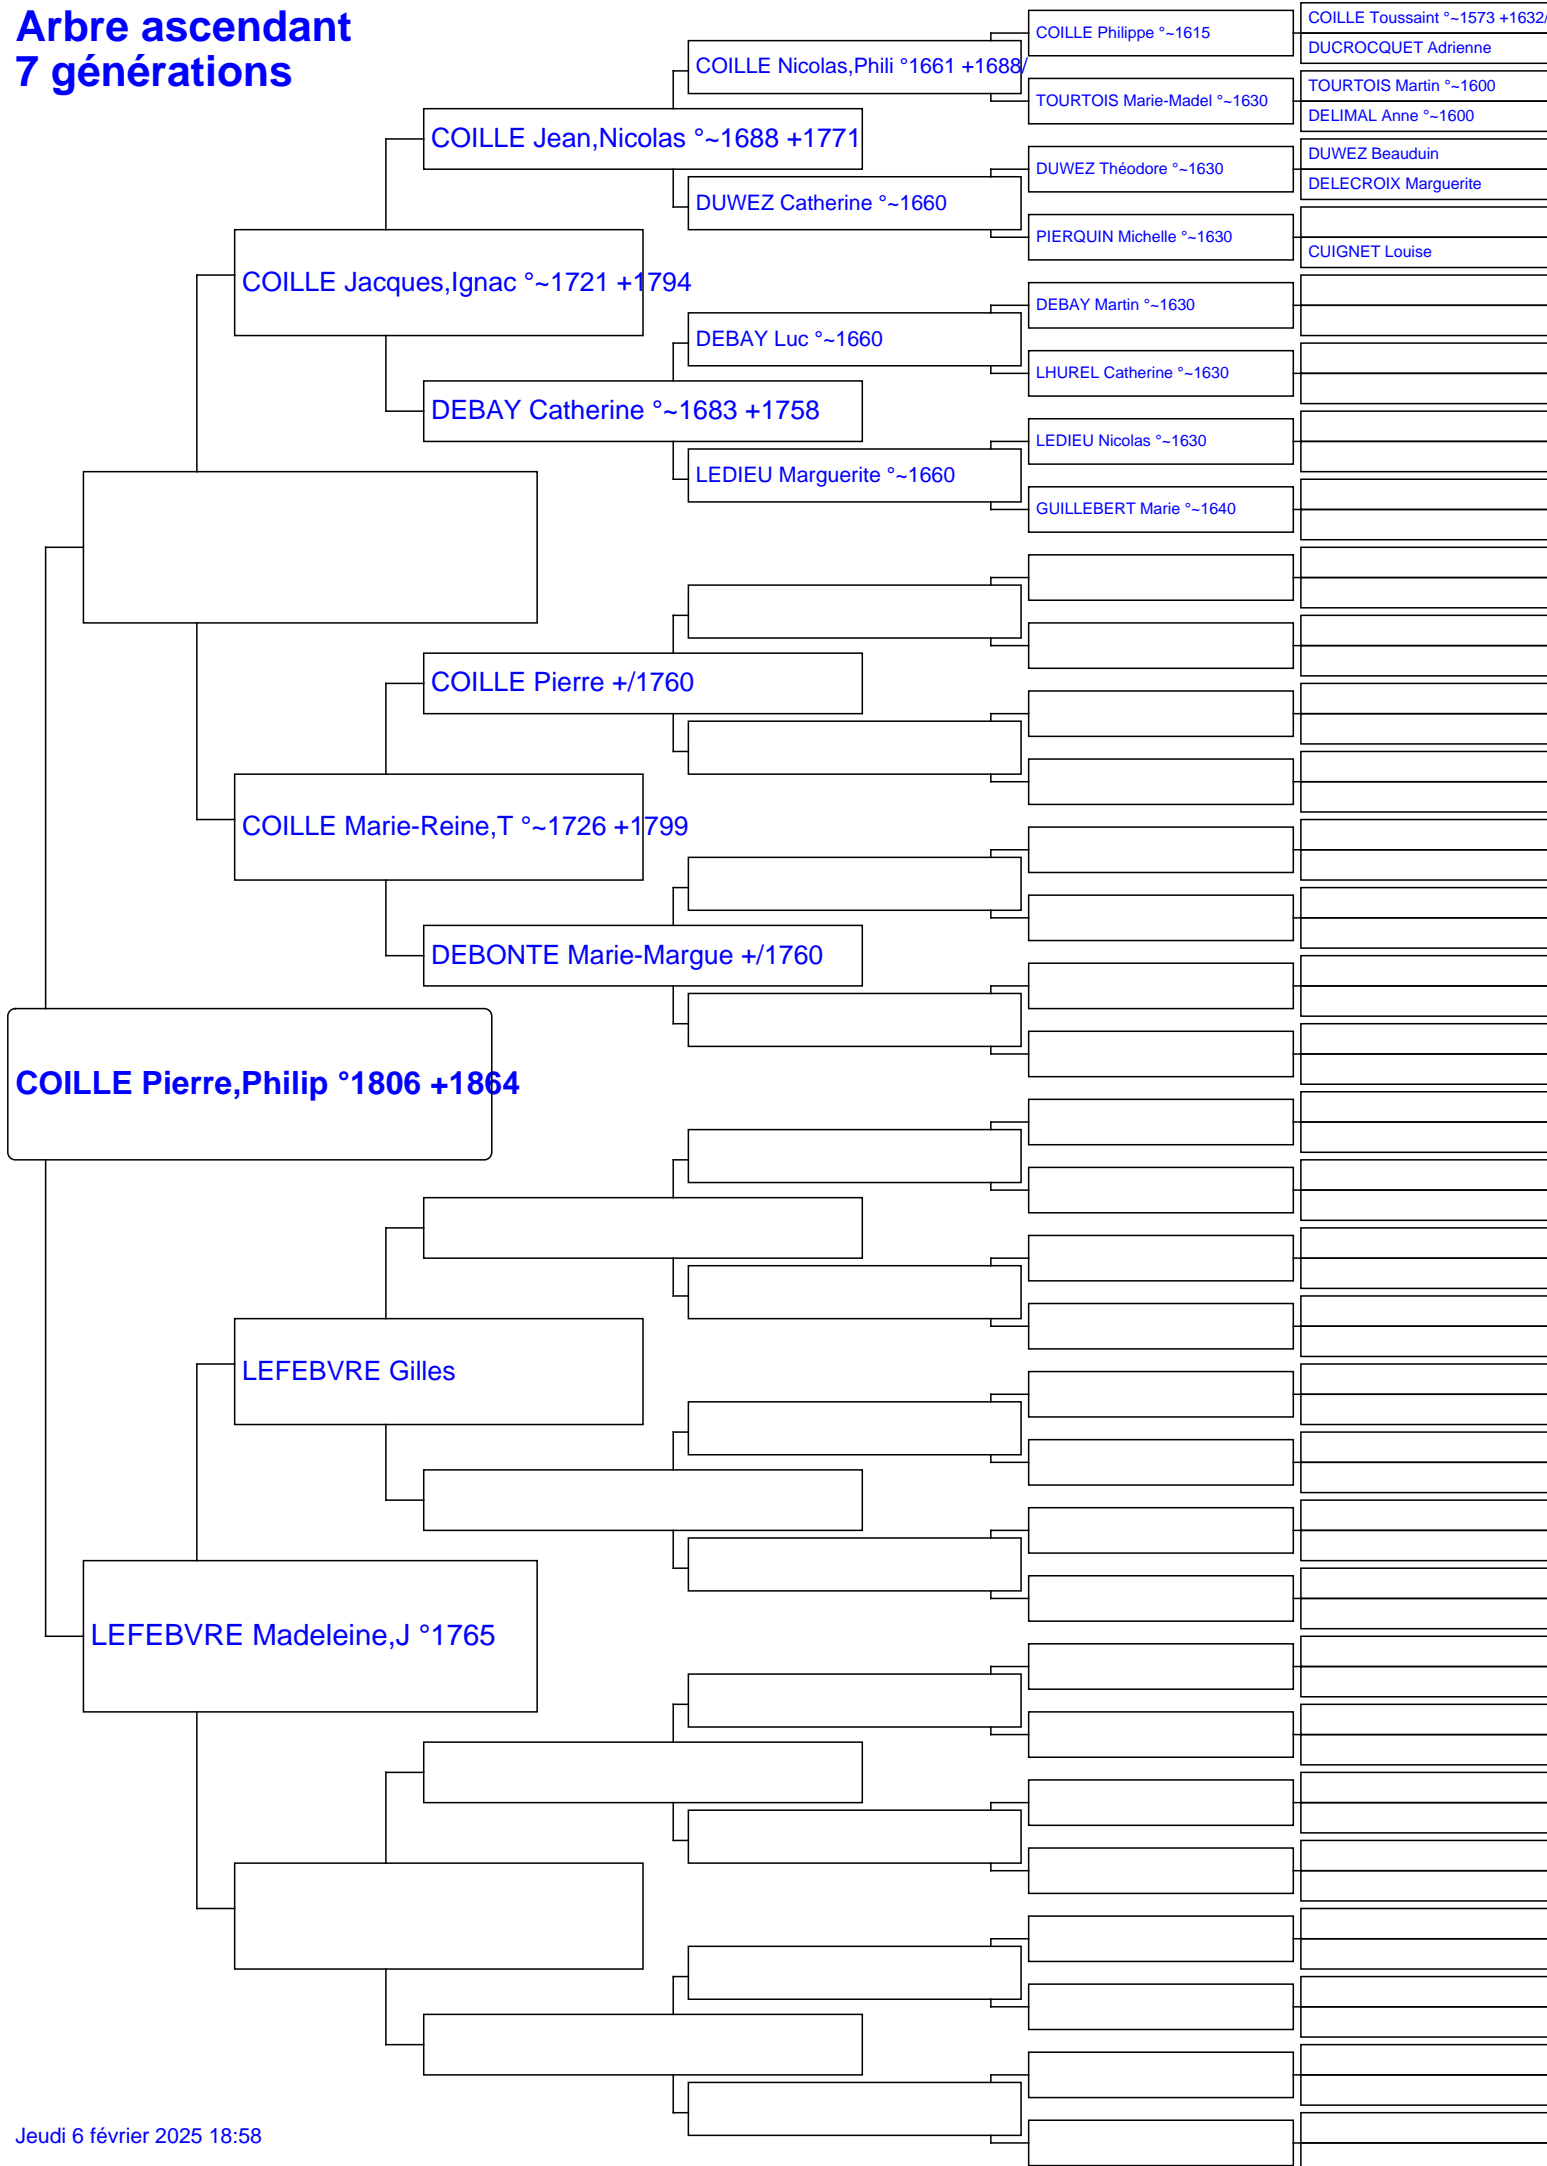 Arbre ascendant
7 générations
COILLE Toussaint °~1573 +1632/
COILLE Philippe °~1615
DUCROCQUET Adrienne
COILLE Nicolas,Phili °1661 +1688/
TOURTOIS Martin °~1600
TOURTOIS Marie-Madel °~1630
DELIMAL Anne °~1600
COILLE Jean,Nicolas °~1688 +1771
DUWEZ Beauduin
DUWEZ Théodore °~1630
DELECROIX Marguerite
DUWEZ Catherine °~1660
PIERQUIN Michelle °~1630
CUIGNET Louise
COILLE Jacques,Ignac °~1721 +1794
DEBAY Martin °~1630
DEBAY Luc °~1660
LHUREL Catherine °~1630
DEBAY Catherine °~1683 +1758
LEDIEU Nicolas °~1630
LEDIEU Marguerite °~1660
GUILLEBERT Marie °~1640
COILLE Pierre +/1760
COILLE Marie-Reine,T °~1726 +1799
DEBONTE Marie-Margue +/1760
COILLE Pierre,Philip °1806 +1864
LEFEBVRE Gilles
LEFEBVRE Madeleine,J °1765
Jeudi 6 février 2025 18:58